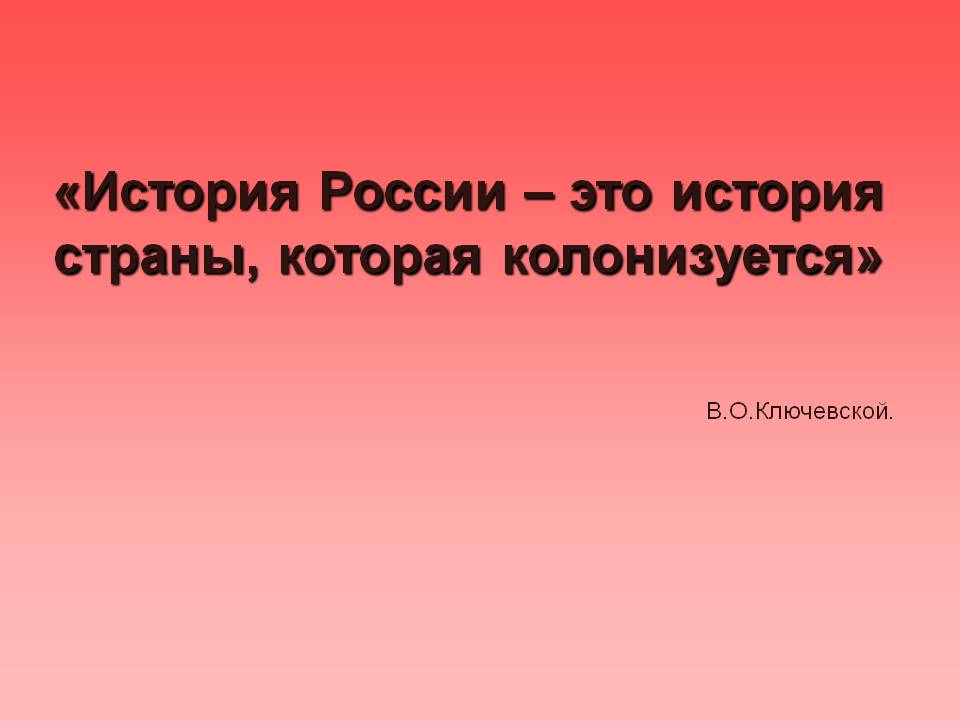 «История России – это история
страны, которая колонизуется»
В.О.Ключевской.